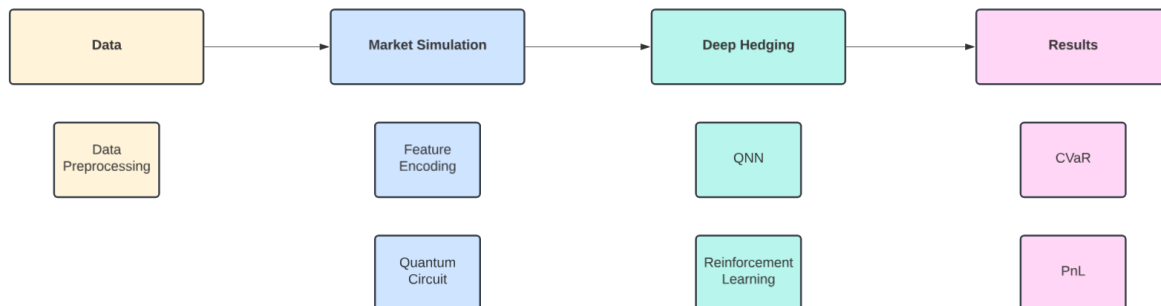 Data
Market Simulation
Deep Hedging
Results
Data
Preprocessing
Feature
Encoding
QNN
CVaR
Quantum
Circuit
Reinforcement
Learning
PnL